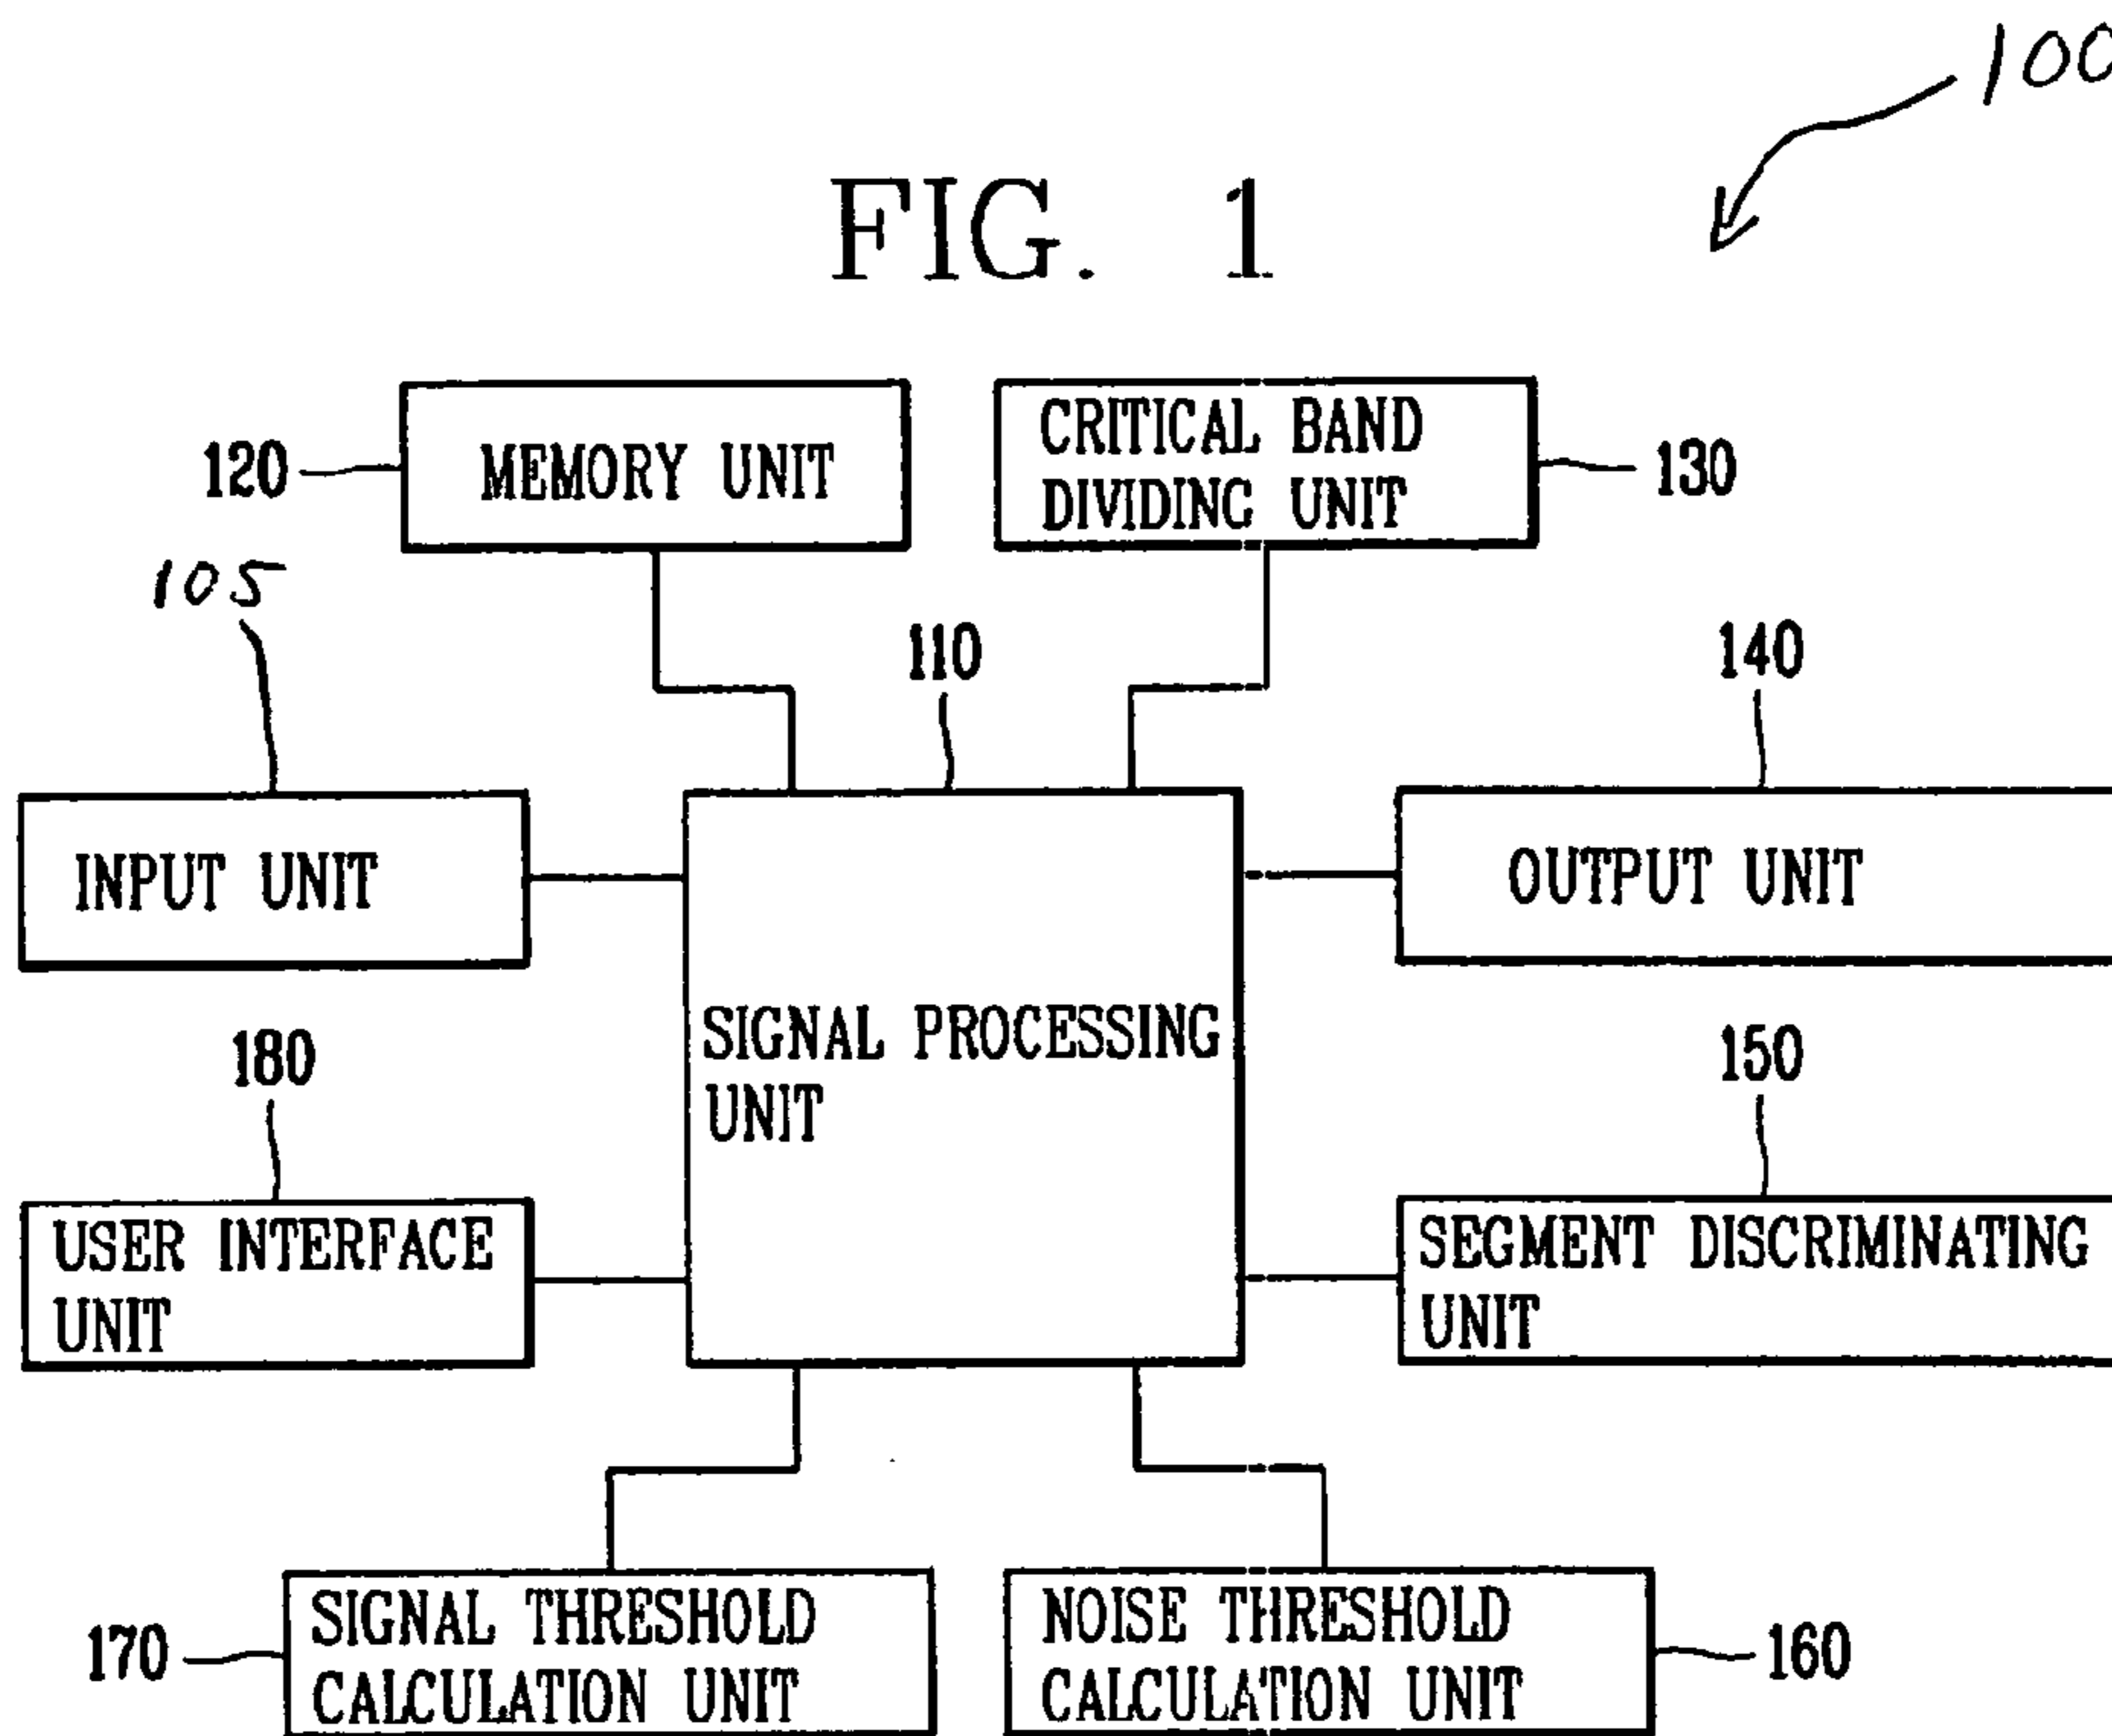 100
FIG. 1
MEMORY UNIT
120
CRITICAL BAND
DIVIDING UNIT
130
105
110
140
INPUT UNIT
OUTPUT UNIT
SIGNAL PROCESSING
UNIT
180
150
USER INTERFACE
UNIT
SEGMENT DISCRIMINATING
UNIT
170
SIGNAL THRESHOLD
CALCULATION UNIT
NOISE THRESHOLD
CALCULATION UNIT
160